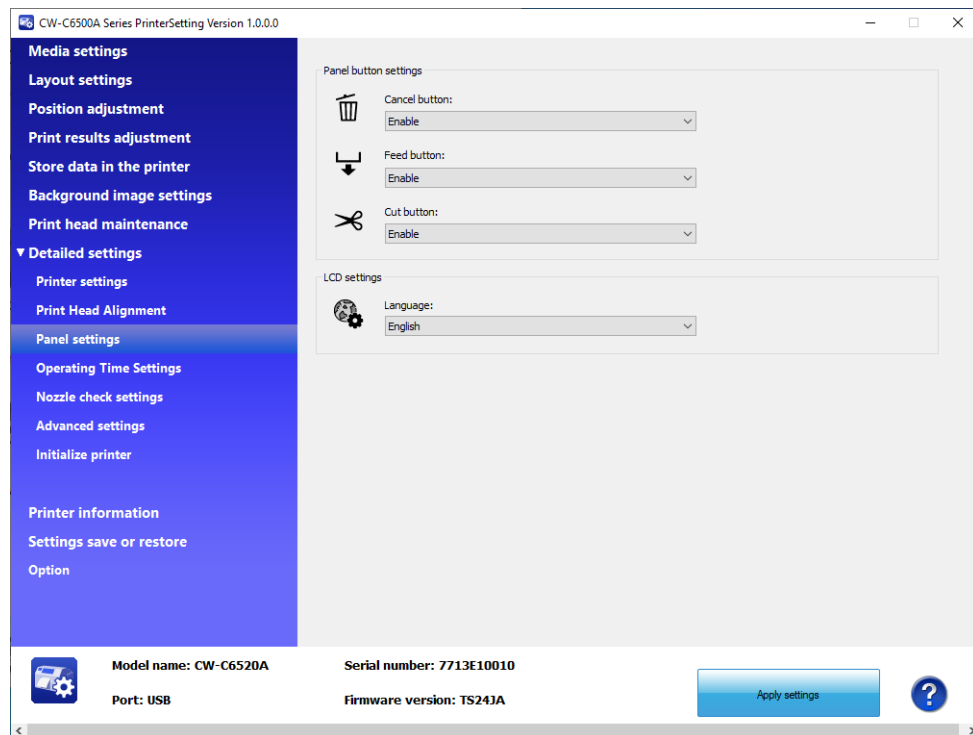 CW-C6500A Series PrinterSetting Version 1.0.0.0
Media settings
Layout settings
Position adjustment
Print results adjustment
Store data in the printer
Background image settings
Print head maintenance
▼ Detailed settings
Printer settings
Print Head Alignment
Panel settings
Operating Time Settings
Nozzle check settings
Advanced settings
Initialize printer
Printer information
Settings save or restore
Option
Panel button settings
Cancel button:
Enable
Feed button:
Enable
Cut button:
Enable
LCD settings
Language:
English
Model name: CW-C6520A
Serial number: 7713E10010
Port: USB
Firmware version: TS24JA
Apply settings
?